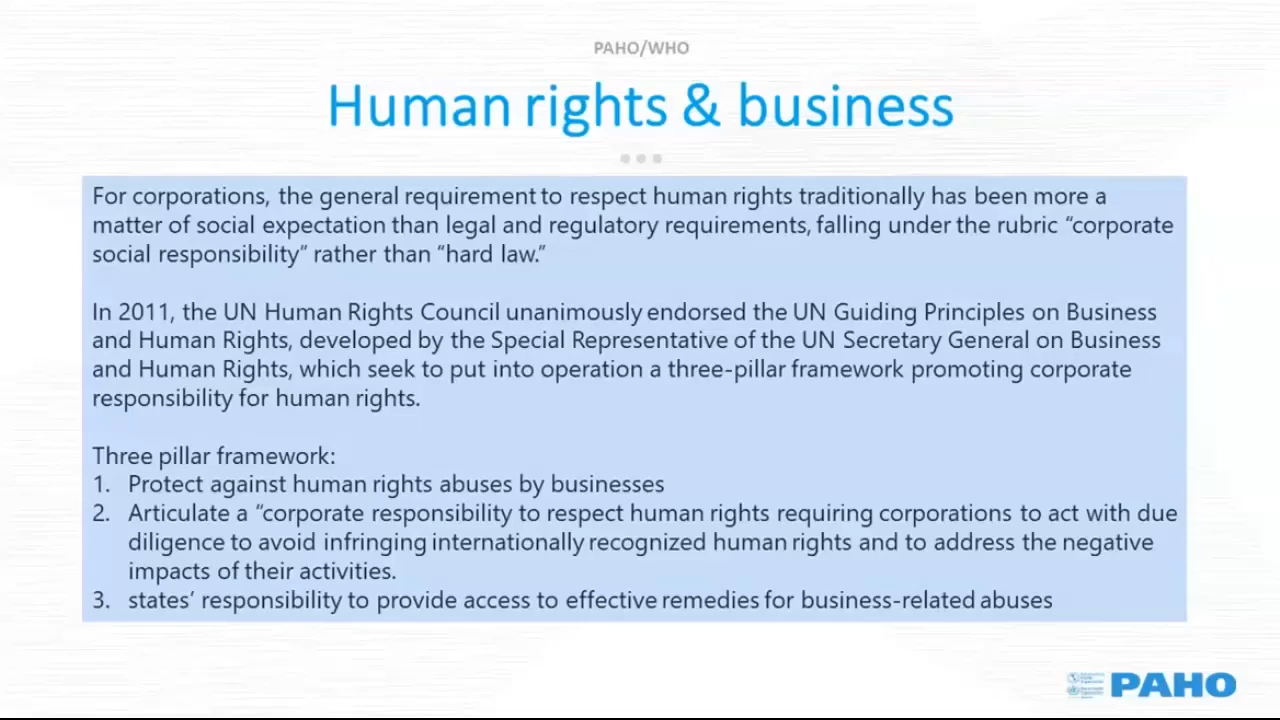 PAHO/WHO
Human rights & business
For corporations, the general requirement to respect human rights traditionally has been more a
matter of social expectation than legal and regulatory requirements, falling under the rubric “corporate
social responsibility” rather than “hard law.”
In 2011, the UN Human Rights Council unanimously endorsed the UN Guiding Principles on Business
and Human Rights, developed by the Special Representative of the UN Secretary General on Business
and Human Rights, which seek to put into operation a three-pillar framework promoting corporate
responsibility for human rights.
Three pillar framework:
1. Protect against human rights abuses by businesses
2. Articulate a “corporate responsibility to respect human rights requiring corporations to act with due
diligence to avoid infringing internationally recognized human rights and to address the negative
impacts of their activities.
3. states’ responsibility to provide access to effective remedies for business-related abuses
PAHO